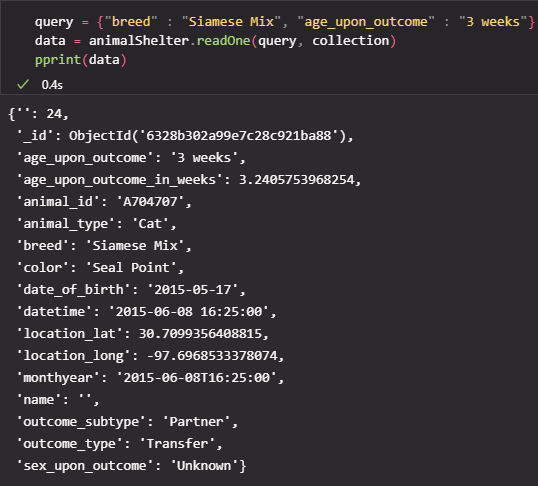 query = {"breed" : "Siamese Mix", "age_upon_outcome" : "3 weeks"}
data = animalShelter.readOne(query, collection)
pprint(data)
✓ 0.4s
{'': 24,
 '_id': ObjectId('6328b302a99e7c28c921ba88'),
 'age_upon_outcome': '3 weeks',
 'age_upon_outcome_in_weeks': 3.2405753968254,
 'animal_id': 'A704707',
 'animal_type': 'Cat',
 'breed': 'Siamese Mix',
 'color': 'Seal Point',
 'date_of_birth': '2015-05-17',
 'datetime': '2015-06-08 16:25:00',
 'location_lat': 30.7099356408815,
 'location_long': -97.6968533378074,
 'monthyear': '2015-06-08T16:25:00',
 'name': '',
 'outcome_subtype': 'Partner',
 'outcome_type': 'Transfer',
 'sex_upon_outcome': 'Unknown'}